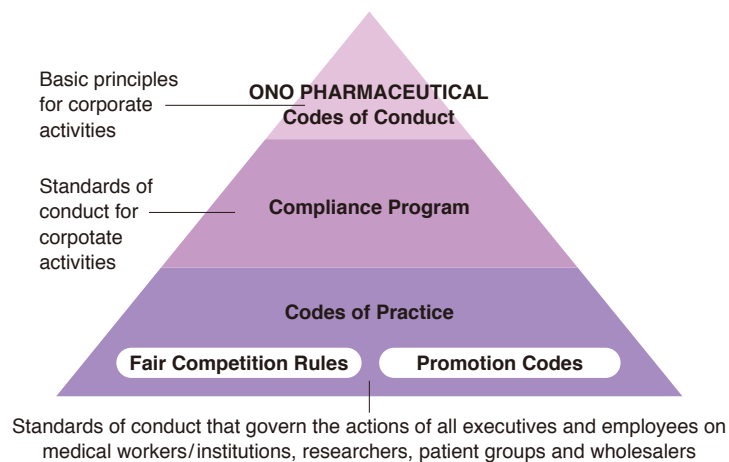 Basic principles
for corporate
activities
ONO PHARMACEUTICAL
Codes of Conduct
Standards of
conduct for
corpotate
activities
Compliance Program
Codes of Practice
Fair Competition Rules
Promotion Codes
Standards of conduct that govern the actions of all executives and employees on
medical workers/institutions, researchers, patient groups and wholesalers